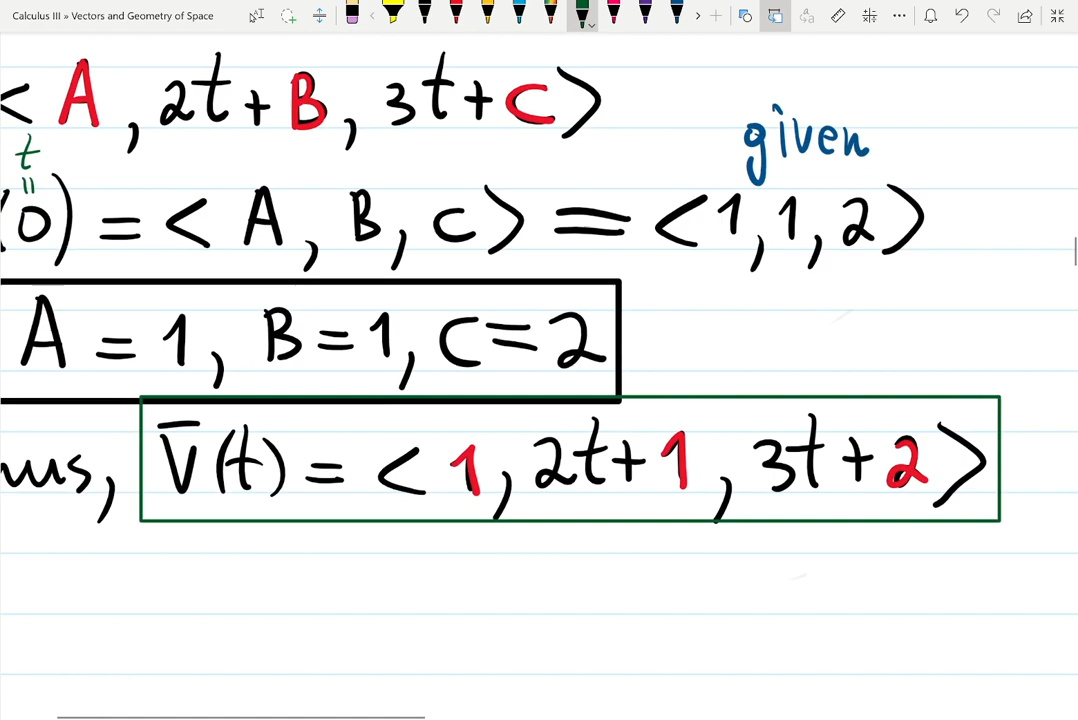 Calculus III » Vectors and Geometry of Space
< A , 2t + B , 3t + C >
given
t
=
(0) = < A , B , C > = < 1 , 1 , 2 >
A = 1 , B = 1 , C = 2
V̅(t) = < 1 , 2t + 1 , 3t + 2 >